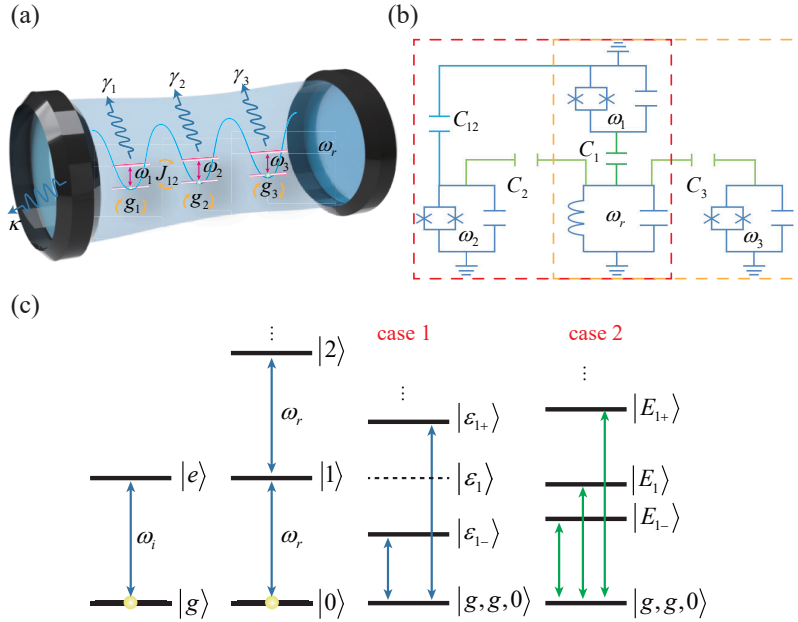 (a)
γ₁
γ₂
γ₃
ω₁
J₁₂
ω₂
ω₃
ωᵣ
g₁
g₂
g₃
κ
(b)
C₁₂
ω₁
C₁
C₂
C₃
ω₂
ωᵣ
ω₃
(c)
case 1
case 2
⋮
|2⟩
⋮
⋮
|ε₁₊⟩
|E₁₊⟩
ωᵣ
|e⟩
|1⟩
|ε₁⟩
|E₁⟩
|ε₁₋⟩
|E₁₋⟩
ωᵢ
ωᵣ
|g⟩
|0⟩
|g, g, 0⟩
|g, g, 0⟩